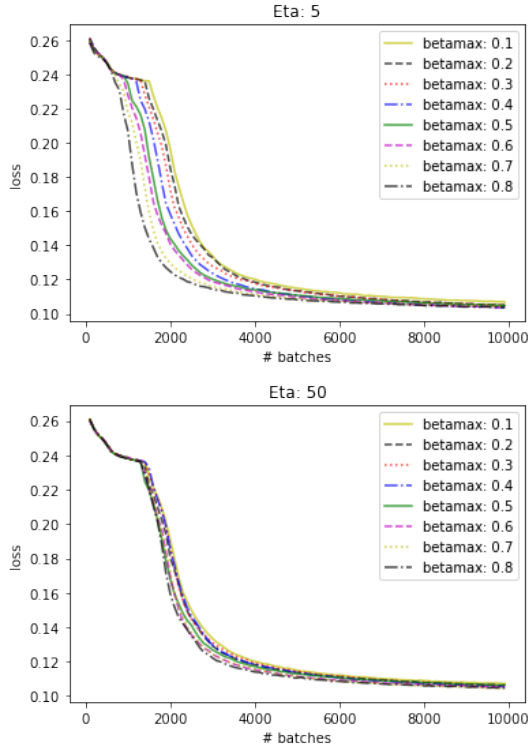 Eta: 5
0.26
0.24
0.22
0.20
0.18
0.16
0.14
0.12
0.10
loss
betamax: 0.1
betamax: 0.2
betamax: 0.3
betamax: 0.4
betamax: 0.5
betamax: 0.6
betamax: 0.7
betamax: 0.8
0 2000 4000 6000 8000 10000
# batches
Eta: 50
0.26
0.24
0.22
0.20
0.18
0.16
0.14
0.12
0.10
loss
betamax: 0.1
betamax: 0.2
betamax: 0.3
betamax: 0.4
betamax: 0.5
betamax: 0.6
betamax: 0.7
betamax: 0.8
0 2000 4000 6000 8000 10000
# batches